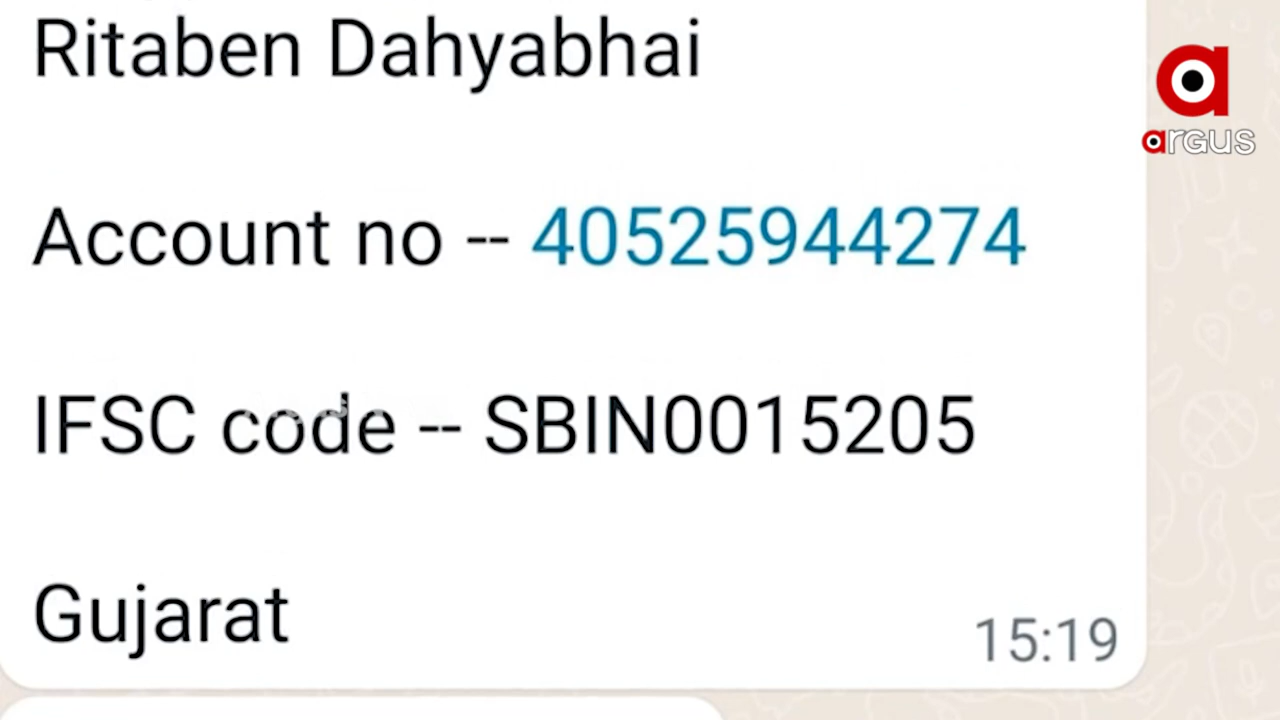 Ritaben Dahyabhai
argus
Account no -- 40525944274
IFSC code -- SBIN0015205
Gujarat
15:19